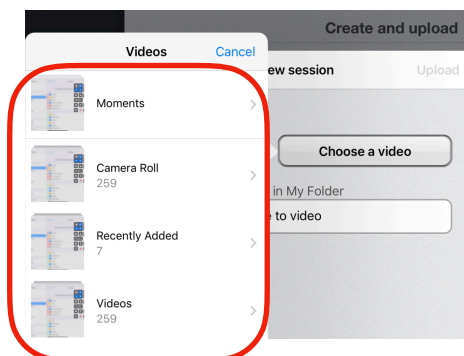 Create and upload
Videos
Cancel
ew session
Upload
Moments
Choose a video
Camera Roll
259
in My Folder
to video
Recently Added
7
Videos
259